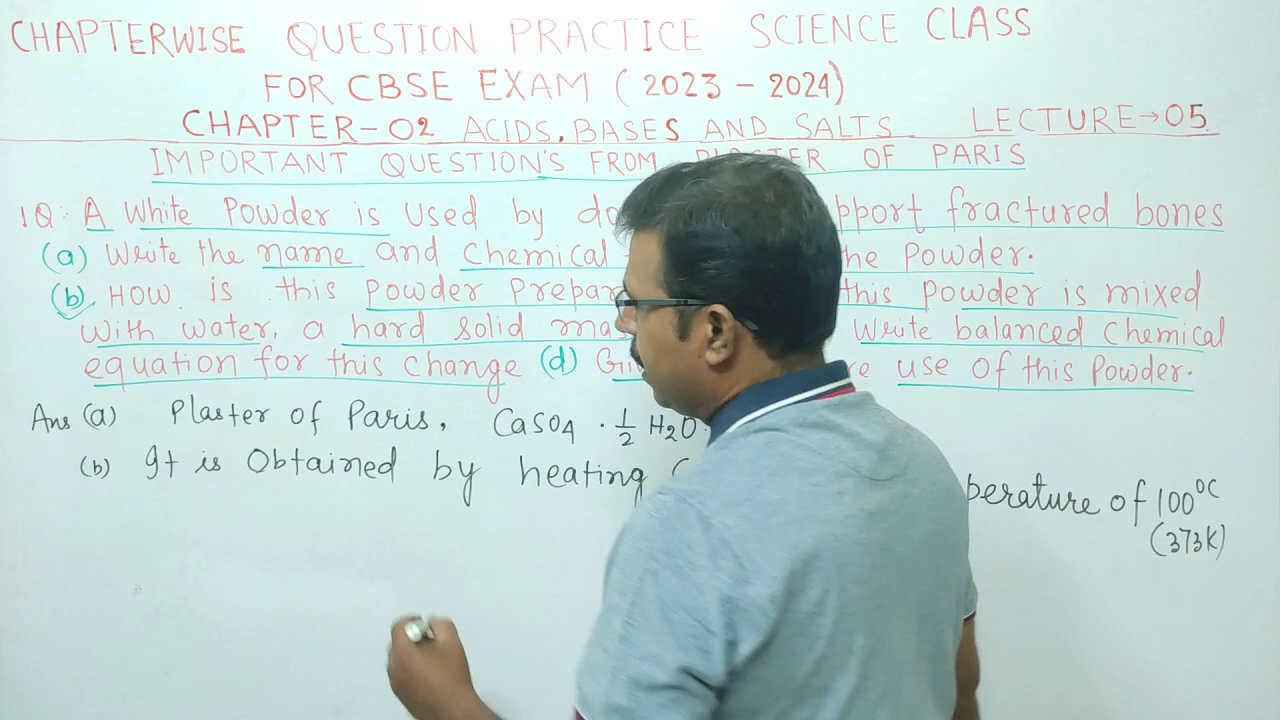 CHAPTERWISE QUESTION PRACTICE SCIENCE CLASS
FOR CBSE EXAM (2023 - 2024)
CHAPTER-02 ACIDS, BASES AND SALTS LECTURE→05
IMPORTANT QUESTION'S FROM OF PARIS
1Q: A White Powder is used by fractured bones
(a) Write the name and Chemical the Powder.
(b) HOW is this Powder this powder is mixed
With water, a hard solid Write balanced Chemical
equation for this change (d) use of this Powder.
Ans (a) Plaster of Paris, CaSO4 · 1/2 H2O
(b) It is Obtained by heating of 100°C
(373K)